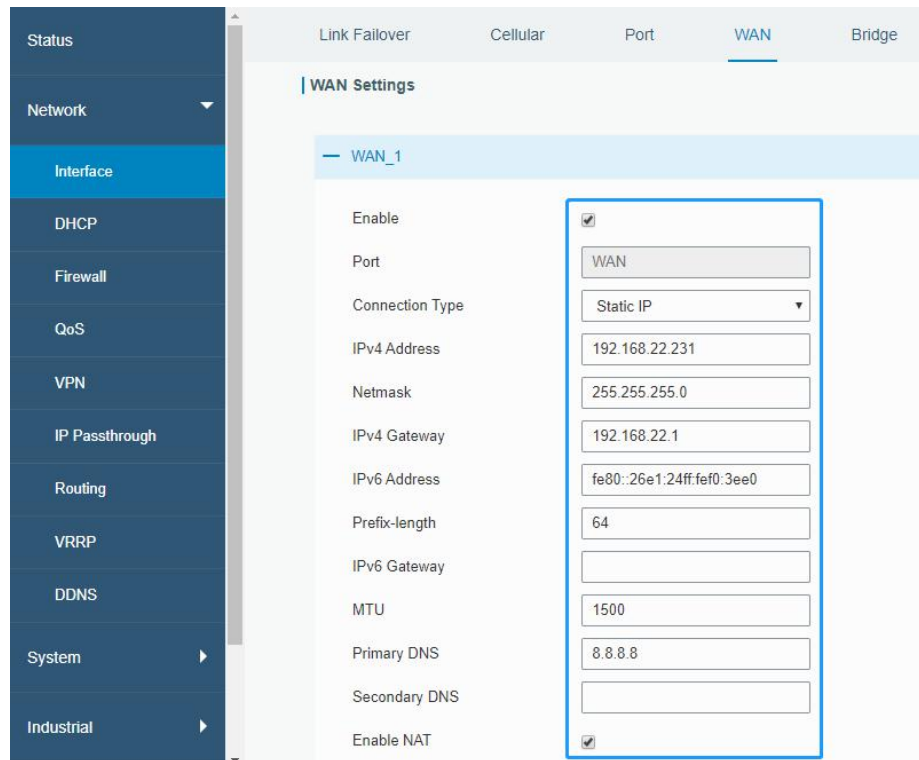 Status
Network
Interface
DHCP
Firewall
QoS
VPN
IP Passthrough
Routing
VRRP
DDNS
System
Industrial
Link Failover Cellular Port WAN Bridge
WAN Settings
WAN_1
Enable
Port WAN
Connection Type Static IP
IPv4 Address 192.168.22.231
Netmask 255.255.255.0
IPv4 Gateway 192.168.22.1
IPv6 Address fe80::26e1:24ff:fef0:3ee0
Prefix-length 64
IPv6 Gateway
MTU 1500
Primary DNS 8.8.8.8
Secondary DNS
Enable NAT